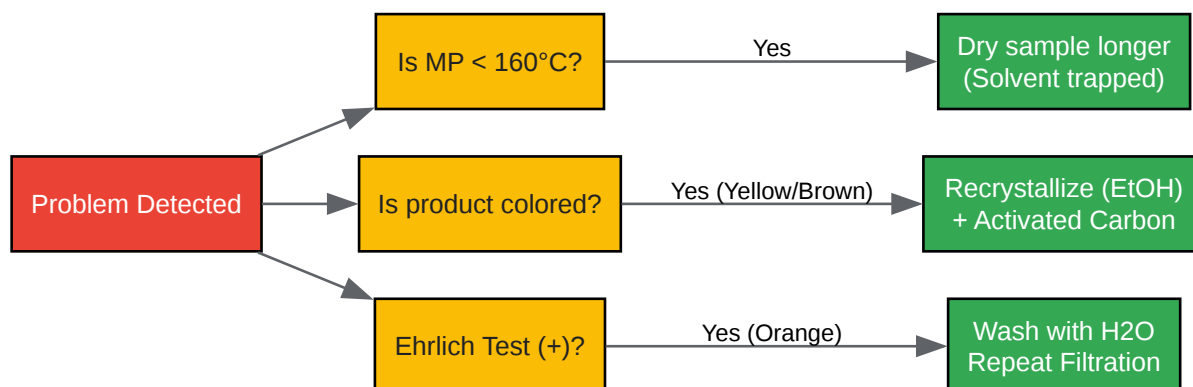 Is MP < 160°C?
Yes
Dry sample longer
(Solvent trapped)
Problem Detected
Is product colored?
Yes (Yellow/Brown)
Recrystallize (EtOH)
+ Activated Carbon
Ehrlich Test (+)?
Yes (Orange)
Wash with H2O
Repeat Filtration